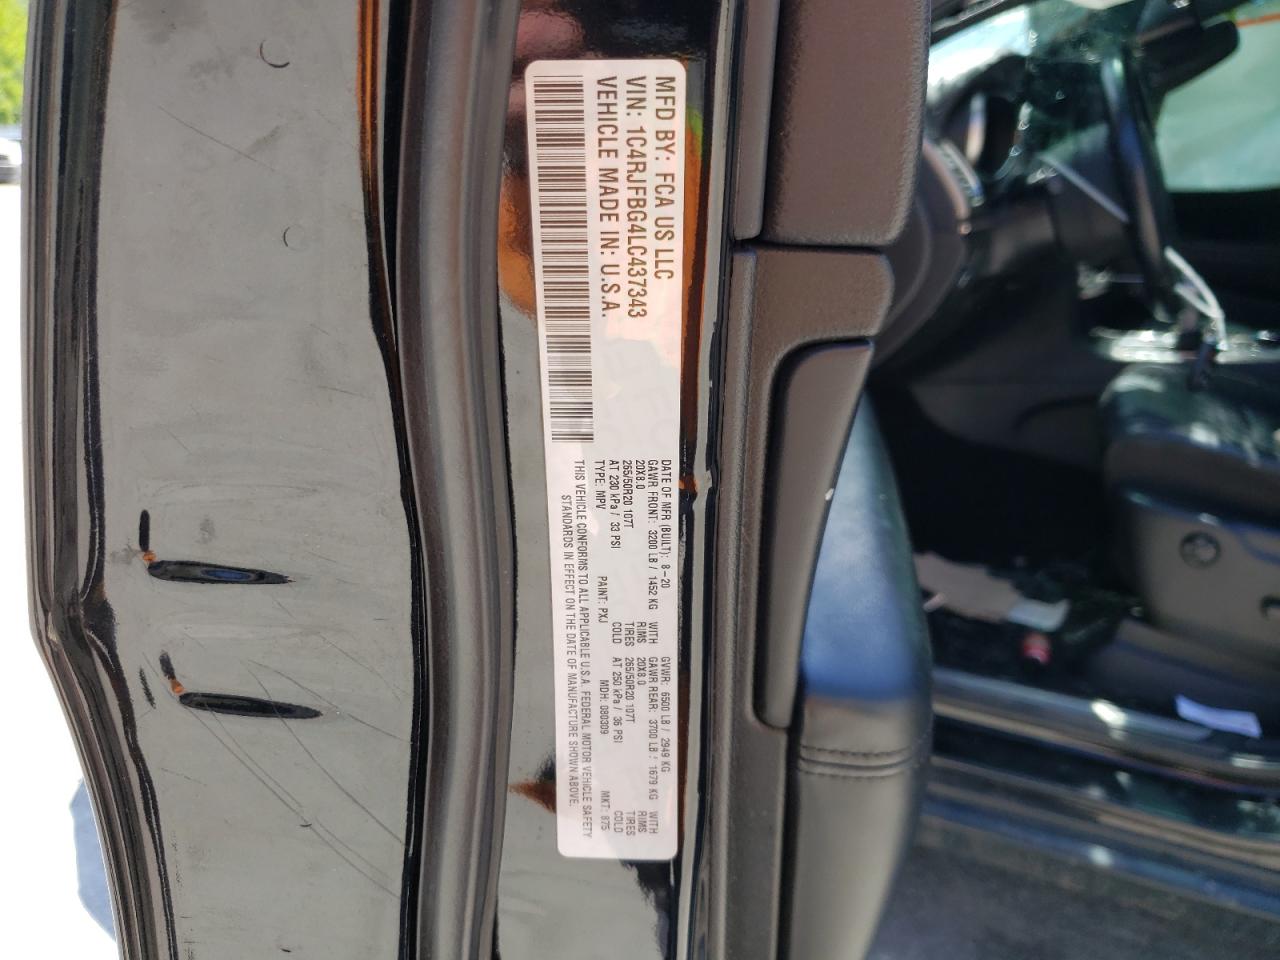 MFD BY: FCA US LLC
VIN: 1C4RJFBG4LC437343
VEHICLE MADE IN: U.S.A.
DATE OF MFR (BUILT): 8-20 GVWR: 6500 LB / 2949 KG
GAWR FRONT: 3200 LB / 1452 KG WITH GAWR REAR: 3700 LB / 1679 KG WITH
20X8.0 RIMS 20X8.0 RIMS
265/50R20 107T TIRES 265/50R20 107T TIRES
AT 230 kPa / 33 PSI COLD AT 250 kPa / 36 PSI COLD
TYPE: MPV PAINT: PXJ MDH: 080309 MKT: 875
THIS VEHICLE CONFORMS TO ALL APPLICABLE U.S.A. FEDERAL MOTOR VEHICLE SAFETY
STANDARDS IN EFFECT ON THE DATE OF MANUFACTURE SHOWN ABOVE.